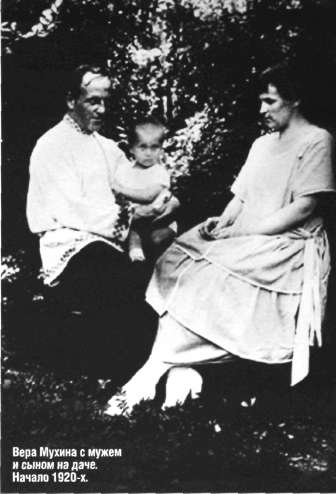 Вера Мухина с мужем
и сыном на даче.
Начало 1920-х.